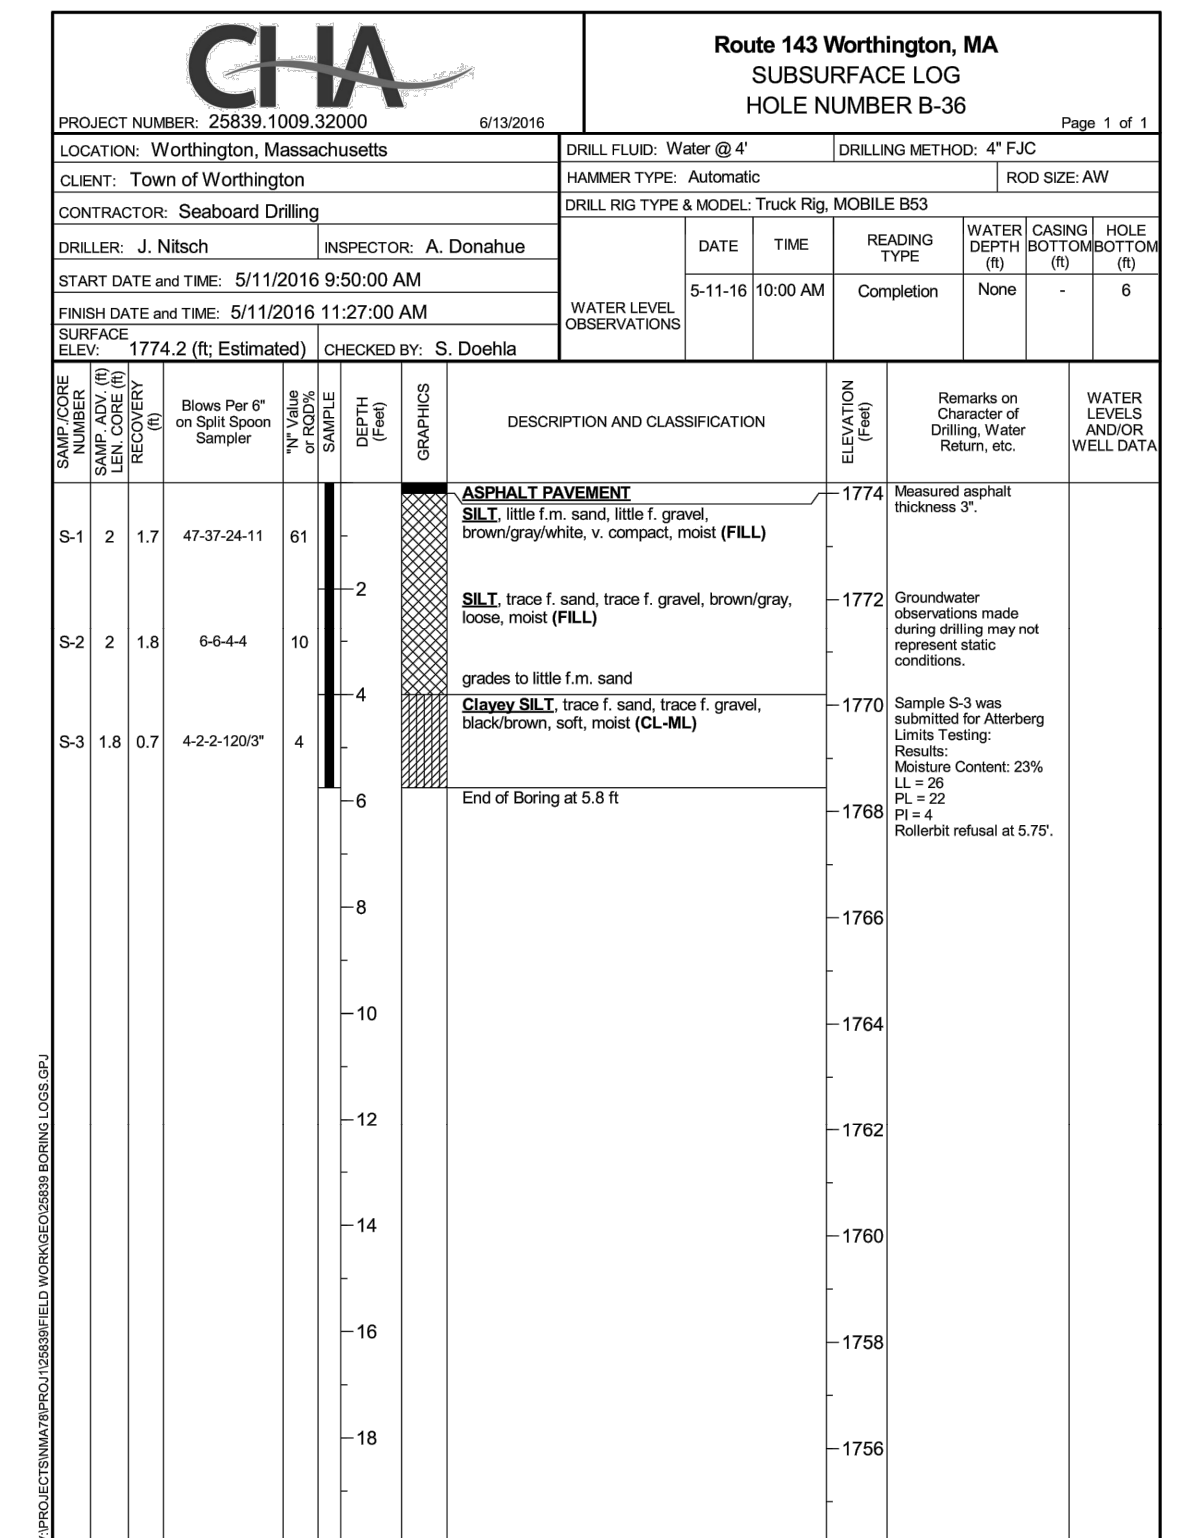 CHA
PROJECT NUMBER: 25839.1009.32000
6/13/2016
Route 143 Worthington, MA
SUBSURFACE LOG
HOLE NUMBER B-36
Page 1 of 1
LOCATION: Worthington, Massachusetts
CLIENT: Town of Worthington
CONTRACTOR: Seaboard Drilling
DRILLER: J. Nitsch
INSPECTOR: A. Donahue
START DATE and TIME: 5/11/2016 9:50:00 AM
FINISH DATE and TIME: 5/11/2016 11:27:00 AM
SURFACE
ELEV: 1774.2 (ft; Estimated)
CHECKED BY: S. Doehla
DRILL FLUID: Water @ 4'
DRILLING METHOD: 4" FJC
HAMMER TYPE: Automatic
ROD SIZE: AW
DRILL RIG TYPE & MODEL: Truck Rig, MOBILE B53
WATER LEVEL
OBSERVATIONS
DATE
TIME
READING
TYPE
WATER
DEPTH
(ft)
CASING
BOTTOM
(ft)
HOLE
BOTTOM
(ft)
5-11-16 10:00 AM Completion None - 6
SAMP./CORE
NUMBER
SAMP. ADV. (ft)
LEN. CORE (ft)
RECOVERY
(ft)
Blows Per 6"
on Split Spoon
Sampler
"N" Value
or RQD%
SAMPLE
DEPTH
(Feet)
GRAPHICS
DESCRIPTION AND CLASSIFICATION
ELEVATION
(Feet)
Remarks on
Character of
Drilling, Water
Return, etc.
WATER
LEVELS
AND/OR
WELL DATA
S-1 2 1.7 47-37-24-11 61
S-2 2 1.8 6-6-4-4 10
S-3 1.8 0.7 4-2-2-120/3" 4
2
4
6
8
10
12
14
16
18
ASPHALT PAVEMENT
SILT, little f.m. sand, little f. gravel,
brown/gray/white, v. compact, moist (FILL)
SILT, trace f. sand, trace f. gravel, brown/gray,
loose, moist (FILL)
grades to little f.m. sand
Clayey SILT, trace f. sand, trace f. gravel,
black/brown, soft, moist (CL-ML)
End of Boring at 5.8 ft
1774
1772
1770
1768
1766
1764
1762
1760
1758
1756
Measured asphalt
thickness 3".
Groundwater
observations made
during drilling may not
represent static
conditions.
Sample S-3 was
submitted for Atterberg
Limits Testing:
Results:
Moisture Content: 23%
LL = 26
PL = 22
PI = 4
Rollerbit refusal at 5.75'.
:\PROJECTS\NMA78\PROJ1\25839\FIELD WORK\GEO\25839 BORING LOGS.GPJ